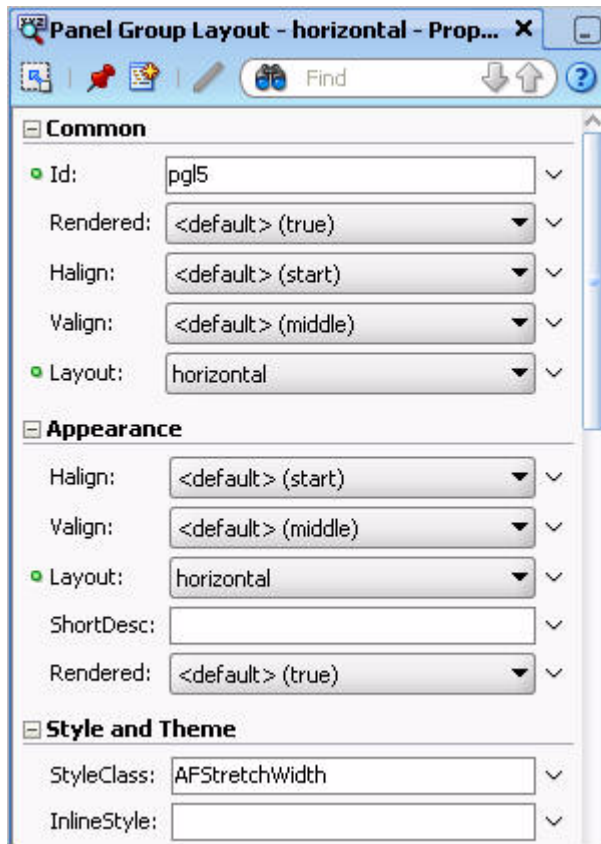 Panel Group Layout - horizontal - Prop...
Find
Common
Id: pgl5
Rendered: <default> (true)
Halign: <default> (start)
Valign: <default> (middle)
Layout: horizontal
Appearance
Halign: <default> (start)
Valign: <default> (middle)
Layout: horizontal
ShortDesc:
Rendered: <default> (true)
Style and Theme
StyleClass: AFStretchWidth
InlineStyle: